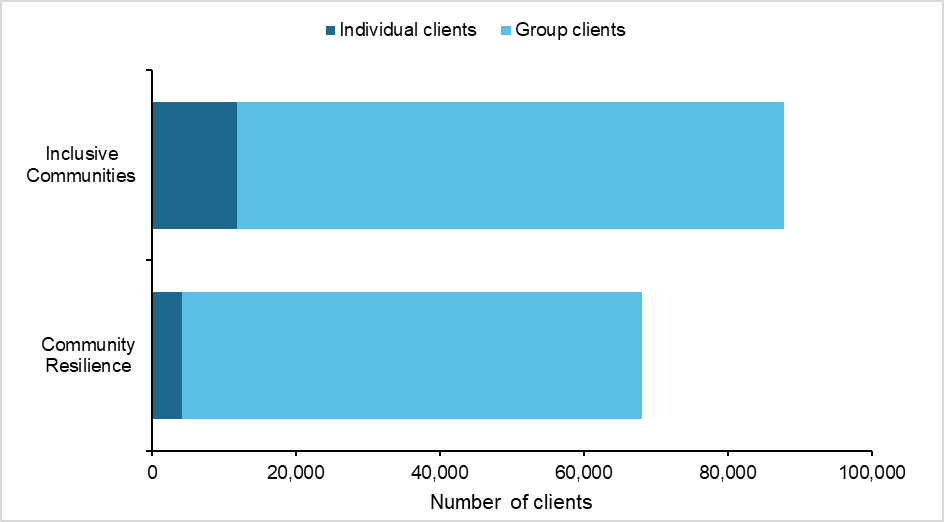 Individual clients Group clients
Inclusive
Communities
Community
Resilience
0 20,000 40,000 60,000 80,000 100,000
Number of clients